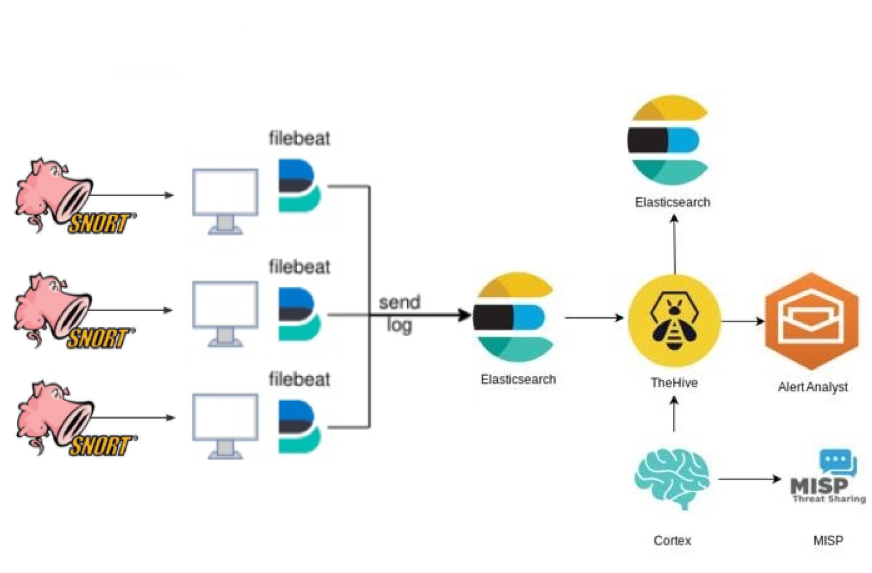 filebeat
SNORT
filebeat
SNORT
filebeat
SNORT
send
log
Elasticsearch
Elasticsearch
TheHive
Alert Analyst
Cortex
MISP
Threat Sharing
MISP